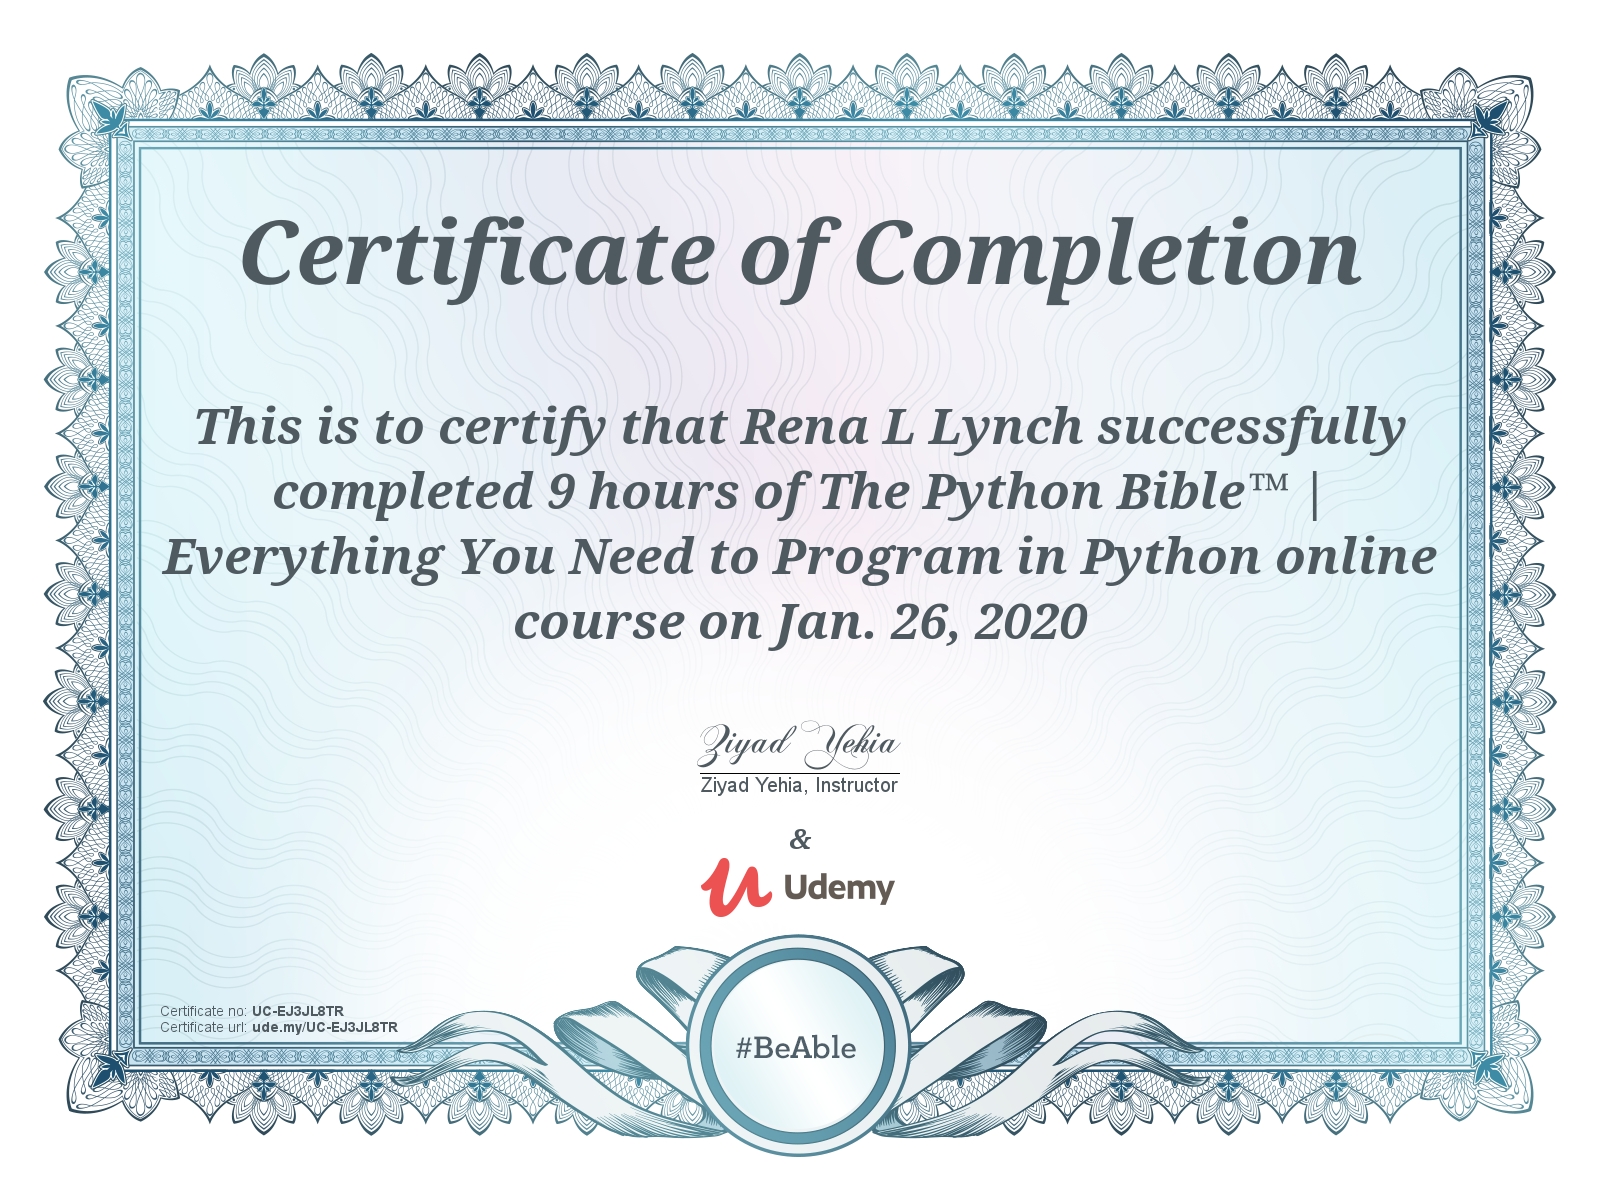 Certificate of Completion
This is to certify that Rena L Lynch successfully
completed 9 hours of The Python Bible™ |
Everything You Need to Program in Python online
course on Jan. 26, 2020
Ziyad Yehia
Ziyad Yehia, Instructor
&
Udemy
Certificate no: UC-EJ3JL8TR
Certificate url: ude.my/UC-EJ3JL8TR
#BeAble